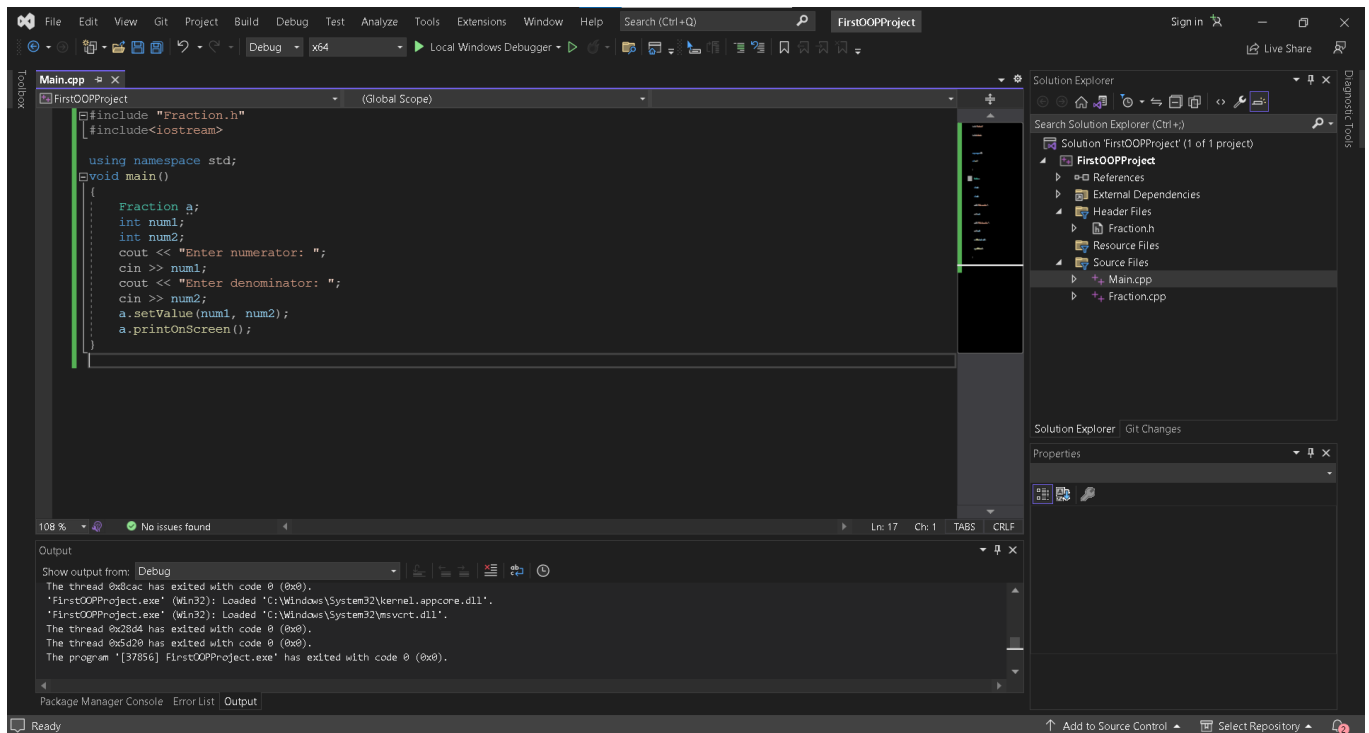 File Edit View Git Project Build Debug Test Analyze Tools Extensions Window Help Search (Ctrl+Q) FirstOOPProject Sign in
Debug x64 Local Windows Debugger Live Share
Toolbox
Main.cpp
FirstOOPProject (Global Scope)
#include "Fraction.h"
#include<iostream>
using namespace std;
void main()
{
Fraction a;
int num1;
int num2;
cout << "Enter numerator: ";
cin >> num1;
cout << "Enter denominator: ";
cin >> num2;
a.setValue(num1, num2);
a.printOnScreen();
}
108 % No issues found Ln: 17 Ch: 1 TABS CRLF
Output
Show output from: Debug
The thread 0x8cac has exited with code 0 (0x0).
'FirstOOPProject.exe' (Win32): Loaded 'C:\Windows\System32\kernel.appcore.dll'.
'FirstOOPProject.exe' (Win32): Loaded 'C:\Windows\System32\msvcrt.dll'.
The thread 0x28d4 has exited with code 0 (0x0).
The thread 0x5d20 has exited with code 0 (0x0).
The program '[37856] FirstOOPProject.exe' has exited with code 0 (0x0).
Package Manager Console Error List Output
Solution Explorer
Search Solution Explorer (Ctrl+;)
Solution 'FirstOOPProject' (1 of 1 project)
FirstOOPProject
References
External Dependencies
Header Files
Fraction.h
Resource Files
Source Files
Main.cpp
Fraction.cpp
Solution Explorer Git Changes
Properties
Diagnostic Tools
Ready Add to Source Control Select Repository 2